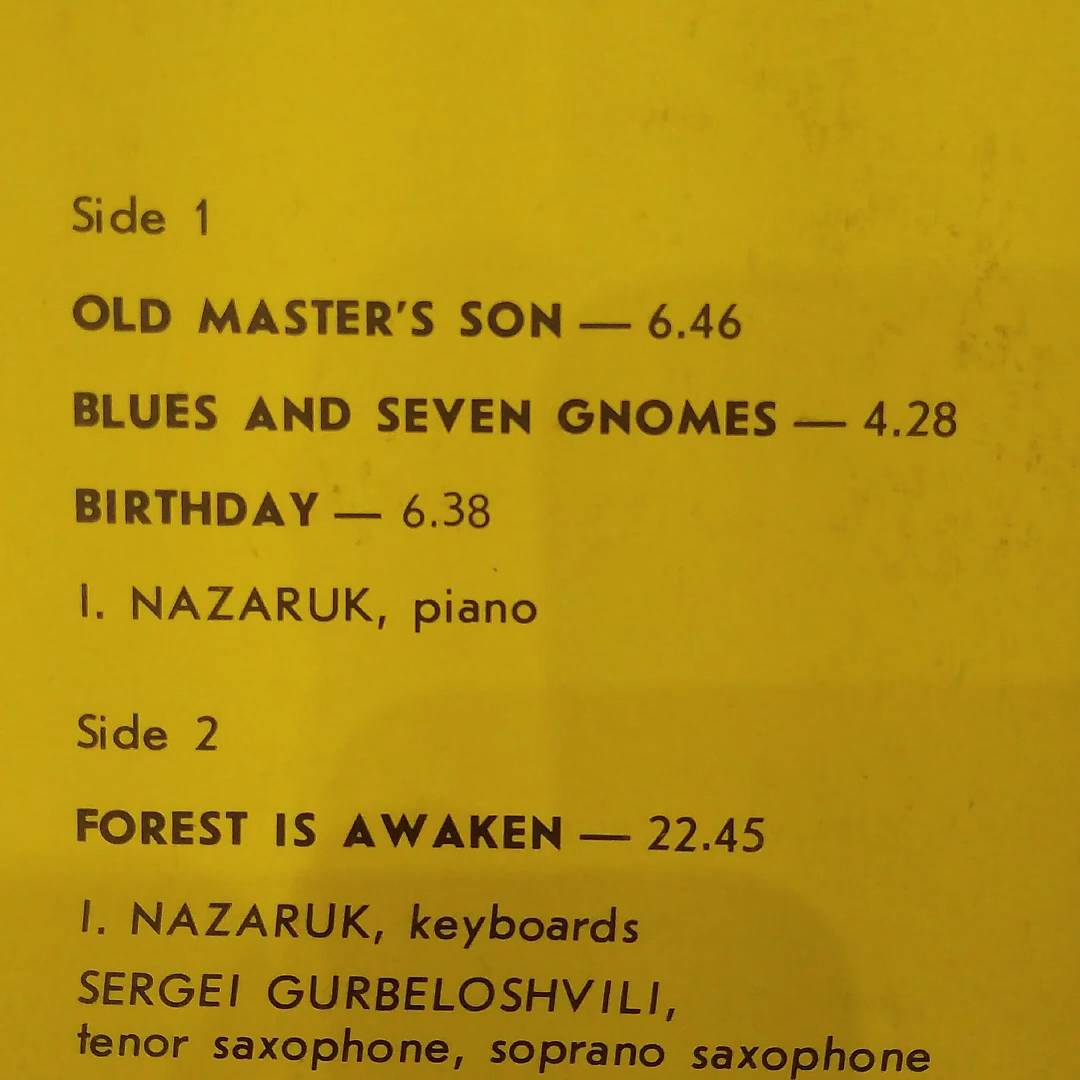 Side 1
OLD MASTER'S SON — 6.46
BLUES AND SEVEN GNOMES — 4.28
BIRTHDAY — 6.38
I. NAZARUK, piano
Side 2
FOREST IS AWAKEN — 22.45
I. NAZARUK, keyboards
SERGEI GURBELOSHVILI,
tenor saxophone, soprano saxophone